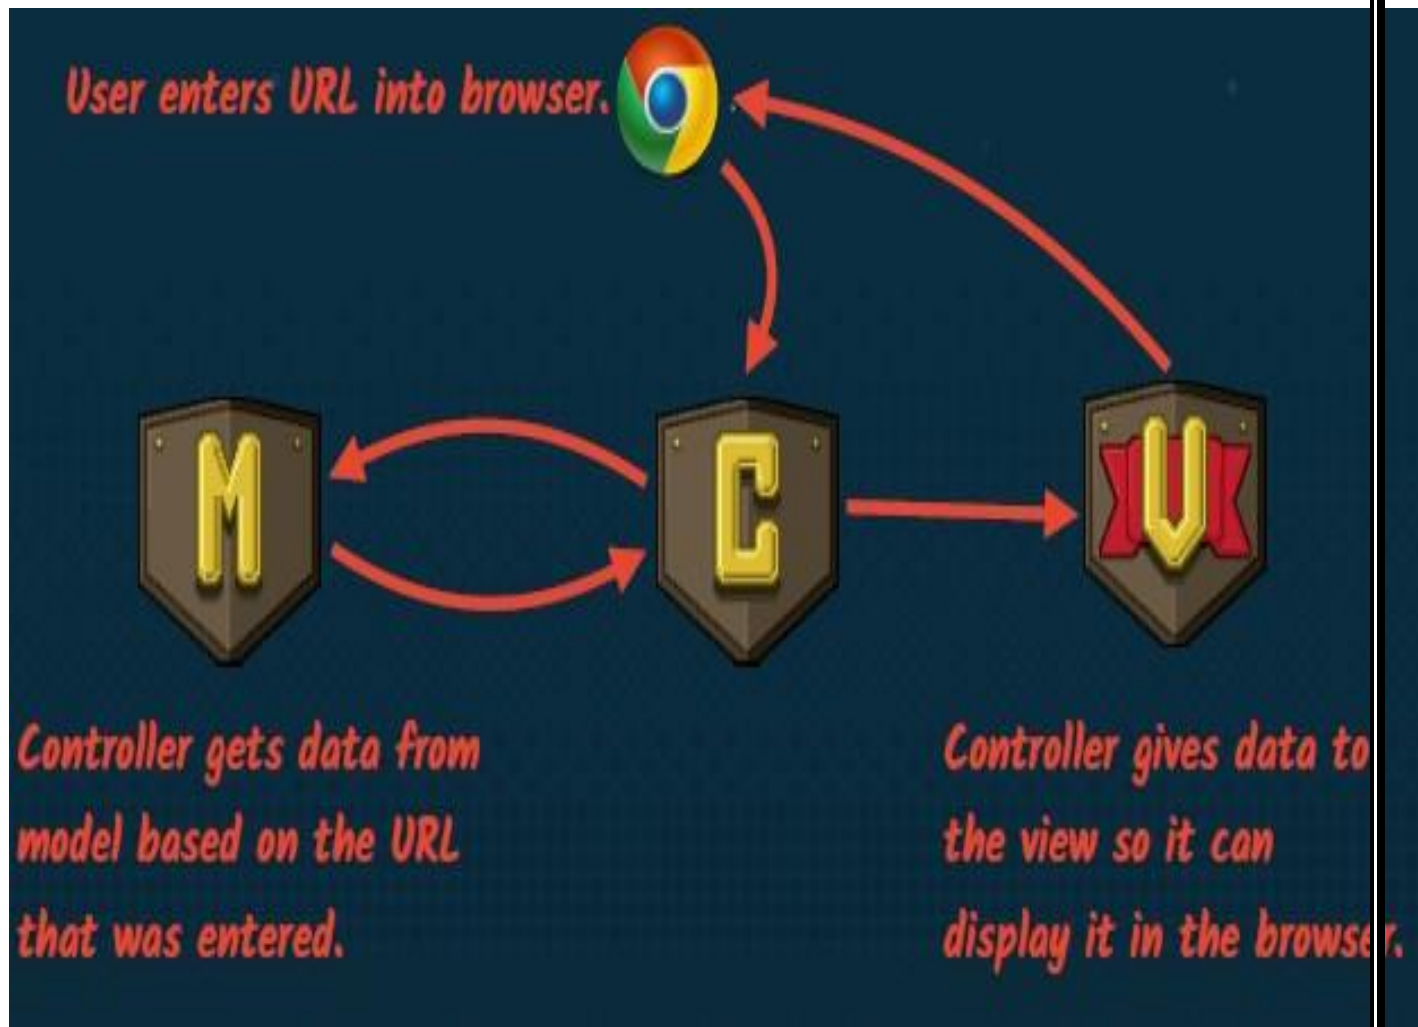 User enters URL into browser.
M
C
V
Controller gets data from
model based on the URL
that was entered.
Controller gives data to
the view so it can
display it in the browser.